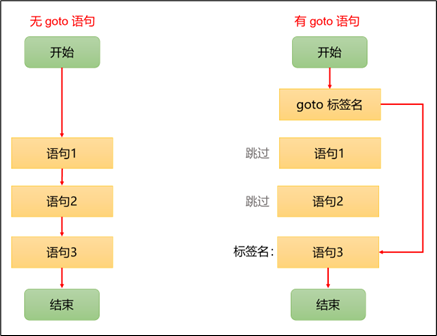 无 goto 语句
开始
语句1
语句2
语句3
结束
有 goto 语句
开始
goto 标签名
跳过
语句1
跳过
语句2
标签名：
语句3
结束